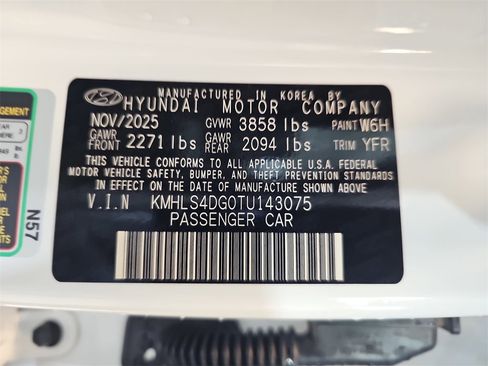 MANUFACTURED IN KOREA BY
HYUNDAI MOTOR COMPANY
NOV/2025 GVWR 3858 lbs PAINT W6H
GAWR FRONT 2271 lbs GAWR REAR 2094 lbs TRIM YFR
THIS VEHICLE CONFORMS TO ALL APPLICABLE U.S.A. FEDERAL
MOTOR VEHICLE SAFETY, BUMPER, AND THEFT PREVENTION STANDARDS
IN EFFECT ON THE DATE OF MANUFACTURE SHOWN ABOVE
V.I.N KMHLS4DG0TU143075
PASSENGER CAR
N57